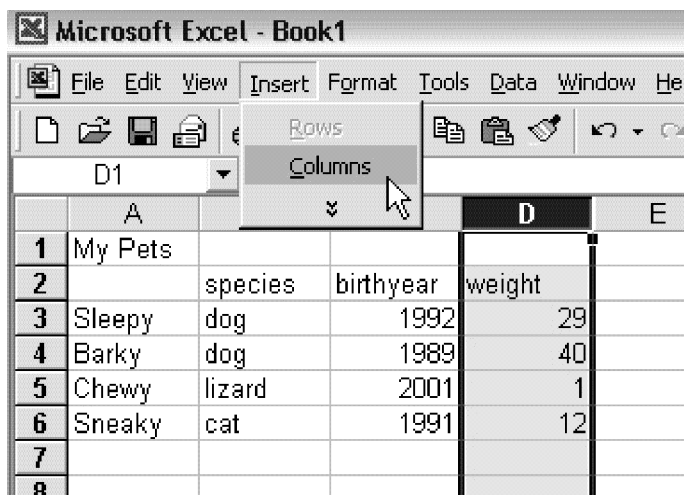 Microsoft Excel - Book1
File Edit View Insert Format Tools Data Window He
Rows
Columns
D1
A D E
1 My Pets
2 species birthyear weight
3 Sleepy dog 1992 29
4 Barky dog 1989 40
5 Chewy lizard 2001 1
6 Sneaky cat 1991 12
7
8